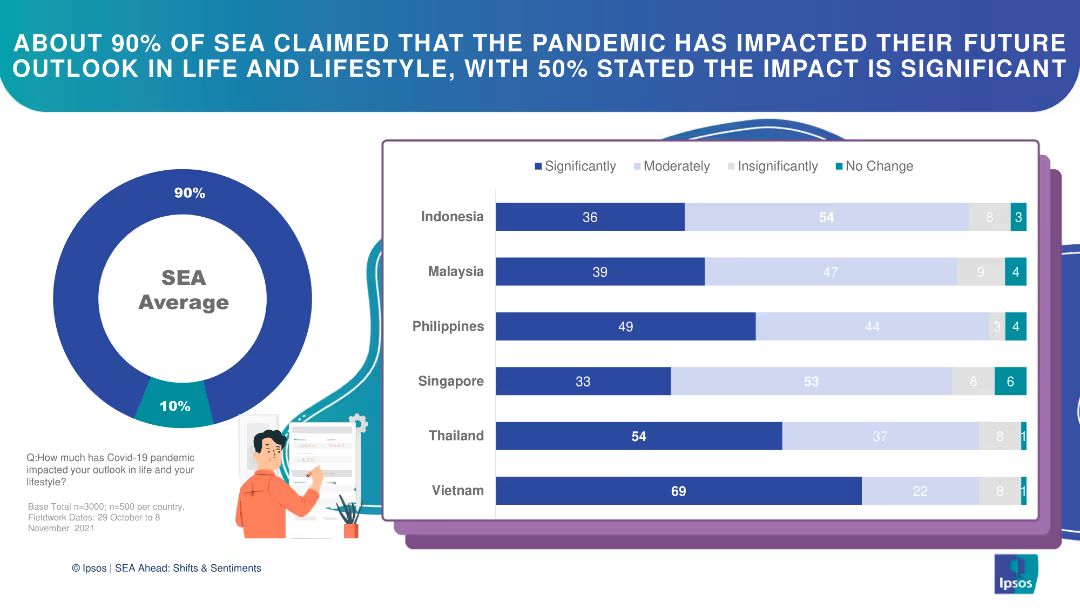 ABOUT 90% OF SEA CLAIMED THAT THE PANDEMIC HAS IMPACTED THEIR FUTURE
OUTLOOK IN LIFE AND LIFESTYLE, WITH 50% STATED THE IMPACT IS SIGNIFICANT
90%
SEA
Average
10%
Q:How much has Covid-19 pandemic
impacted your outlook in life and your
lifestyle?
Base Total n=3000; n=500 per country,
Fieldwork Dates: 29 October to 8
November 2021
Significantly Moderately Insignificantly No Change
Indonesia 36 54 8 3
Malaysia 39 47 9 4
Philippines 49 44 3 4
Singapore 33 53 8 6
Thailand 54 37 8 1
Vietnam 69 22 8 1
© Ipsos | SEA Ahead: Shifts & Sentiments
Ipsos